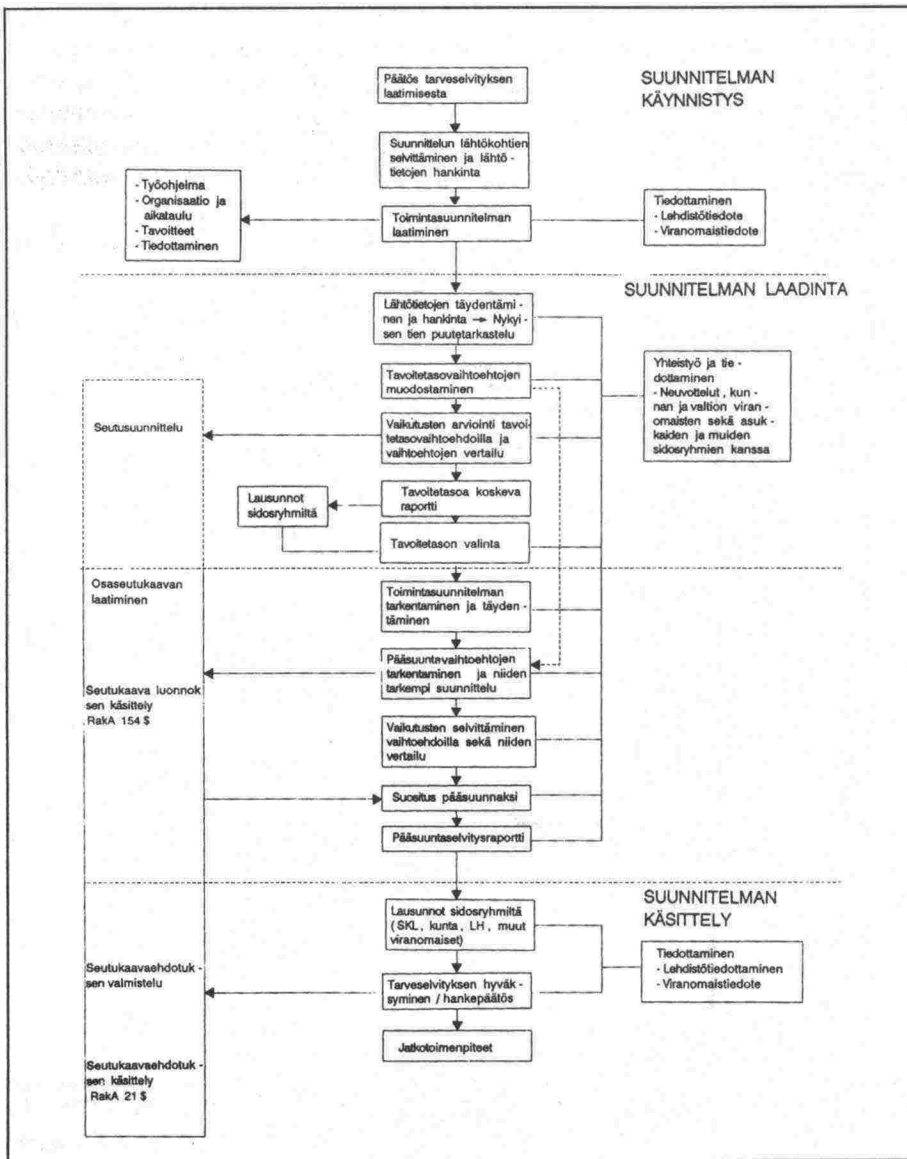 SUUNNITELMAN
KÄYNNISTYS
Päätös tarveselvityksen
laatimisesta
Suunnittelun lähtökohtien
selvittäminen ja lähtö -
tietojen hankinta
- Työohjelma
- Organisaatio ja
aikataulu
- Tavoitteet
- Tiedottaminen
Toimintasuunnitelman
laatiminen
Tiedottaminen
- Lehdistötiedote
- Viranomaistiedote
SUUNNITELMAN LAADINTA
Lähtötietojen täydentämi -
nen ja hankinta → Nykyi -
sen tien puutetarkastelu
Tavoitetasovaihtoehtojen
muodostaminen
Yhteistyö ja tie -
dottaminen
- Neuvottelut, kun -
nan ja valtion viran -
omaisten sekä asuk -
kaiden ja muiden
sidosryhmien kanssa
Seutusuunnittelu
Vaikutusten arviointi tavoi-
tetasovaihtoehdoilla ja
vaihtoehtojen vertailu
Lausunnot
sidosryhmiltä
Tavoitetasoa koskeva
raportti
Tavoitetason valinta
Osaseutukaavan
laatiminen
Toimintasuunnitelman
tarkentaminen ja täyden -
täminen
Pääsuuntavaihtoehtojen
tarkentaminen ja niiden
tarkempi suunnittelu
Seutukaava luonnok
sen käsittely
RakA 154 $
Vaikutusten selvittäminen
vaihtoehdoilla sekä niiden
vertailu
Suositus pääsuunnaksi
Pääsuuntaselvitysraportti
SUUNNITELMAN
KÄSITTELY
Lausunnot sidosryhmiltä
( SKL , kunta , LH , muut
viranomaiset)
Tiedottaminen
- Lehdistötiedottaminen
- Viranomaistiedote
Seutukaavaehdotuk -
sen valmistelu
Tarveselvityksen hyväk -
syminen / hankepäätös
Jatkotoimenpiteet
Seutukaavaehdotuk -
sen käsittely
RakA 21 $